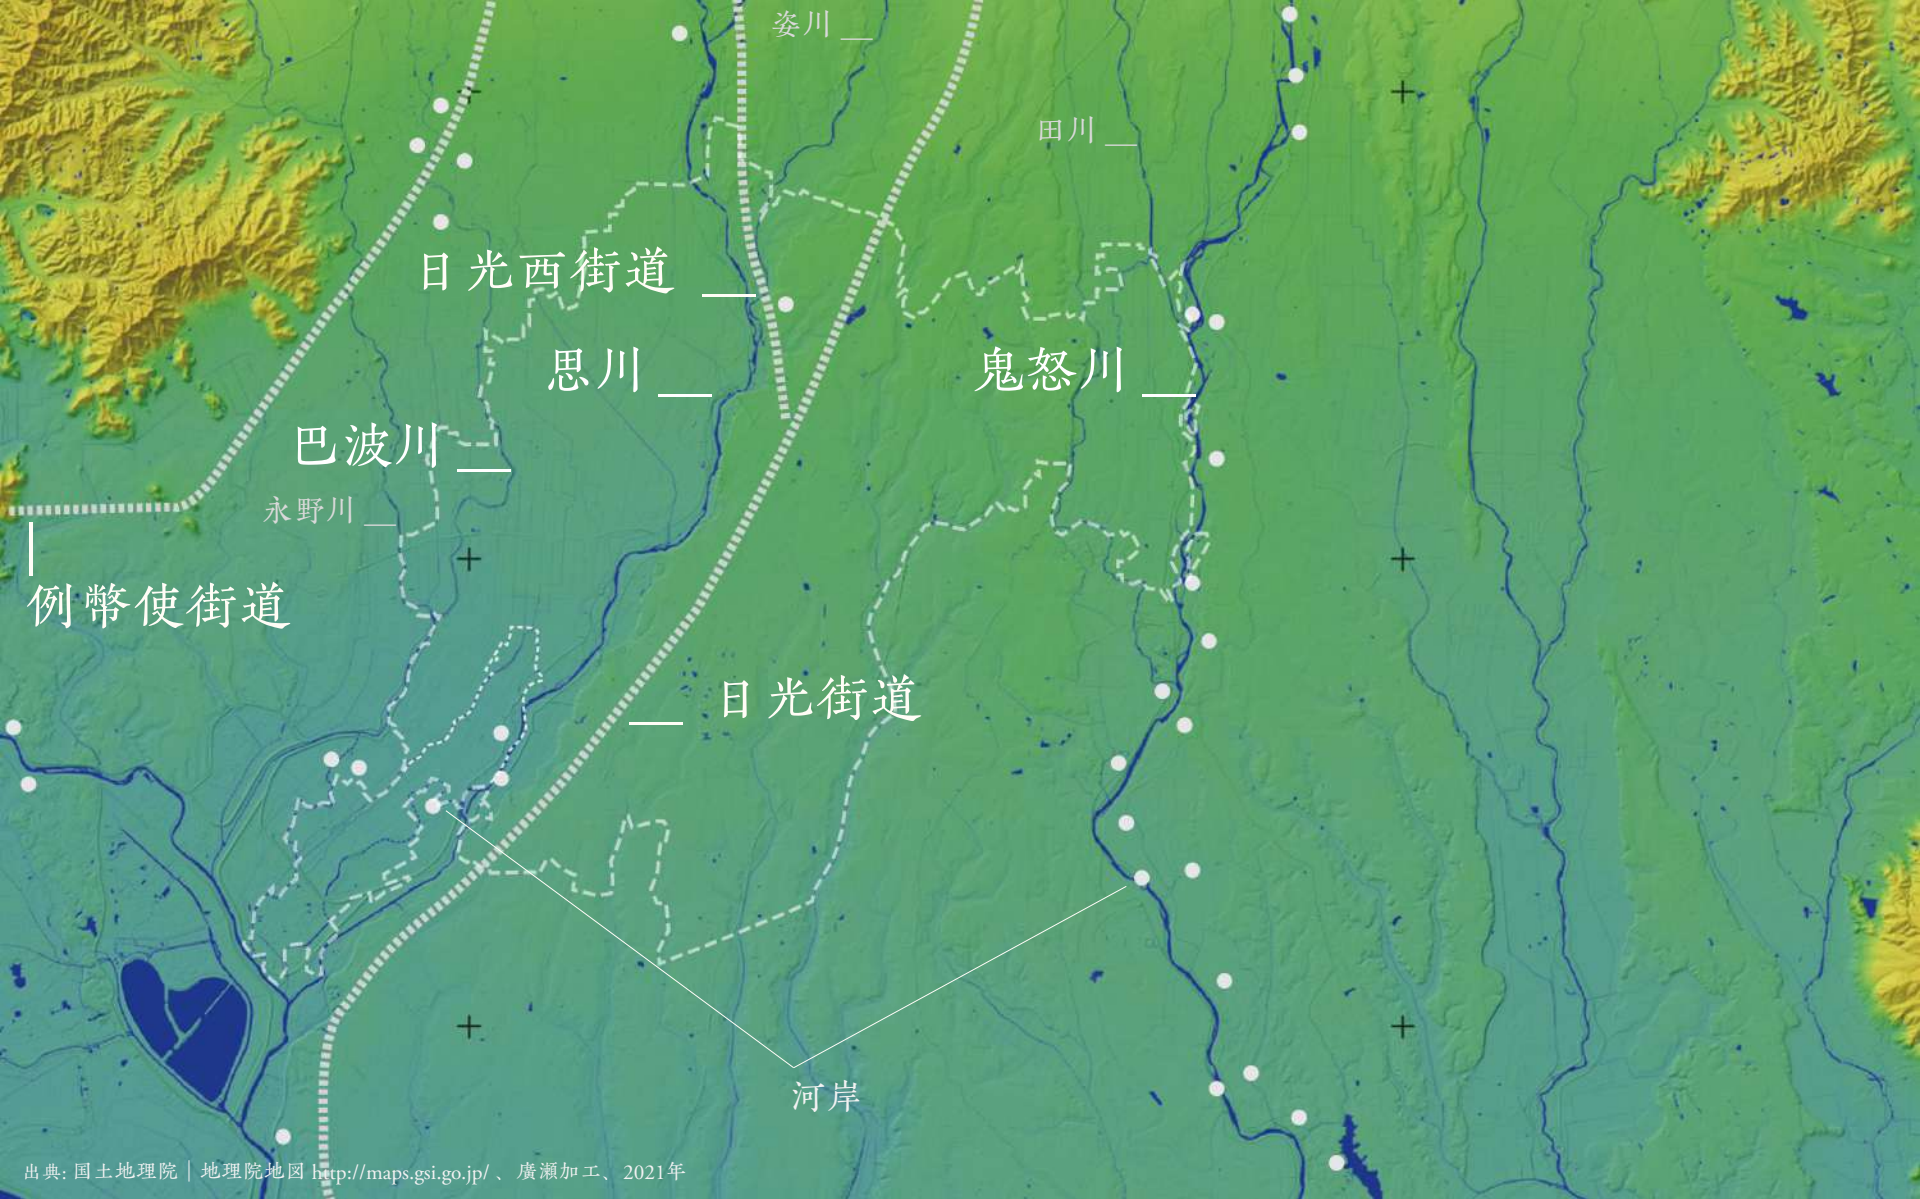 姿川
田川
日光西街道
思川
鬼怒川
巴波川
永野川
例幣使街道
日光街道
河岸
出典: 国土地理院｜地理院地図 http://maps.gsi.go.jp/ 、廣瀬加工、2021年